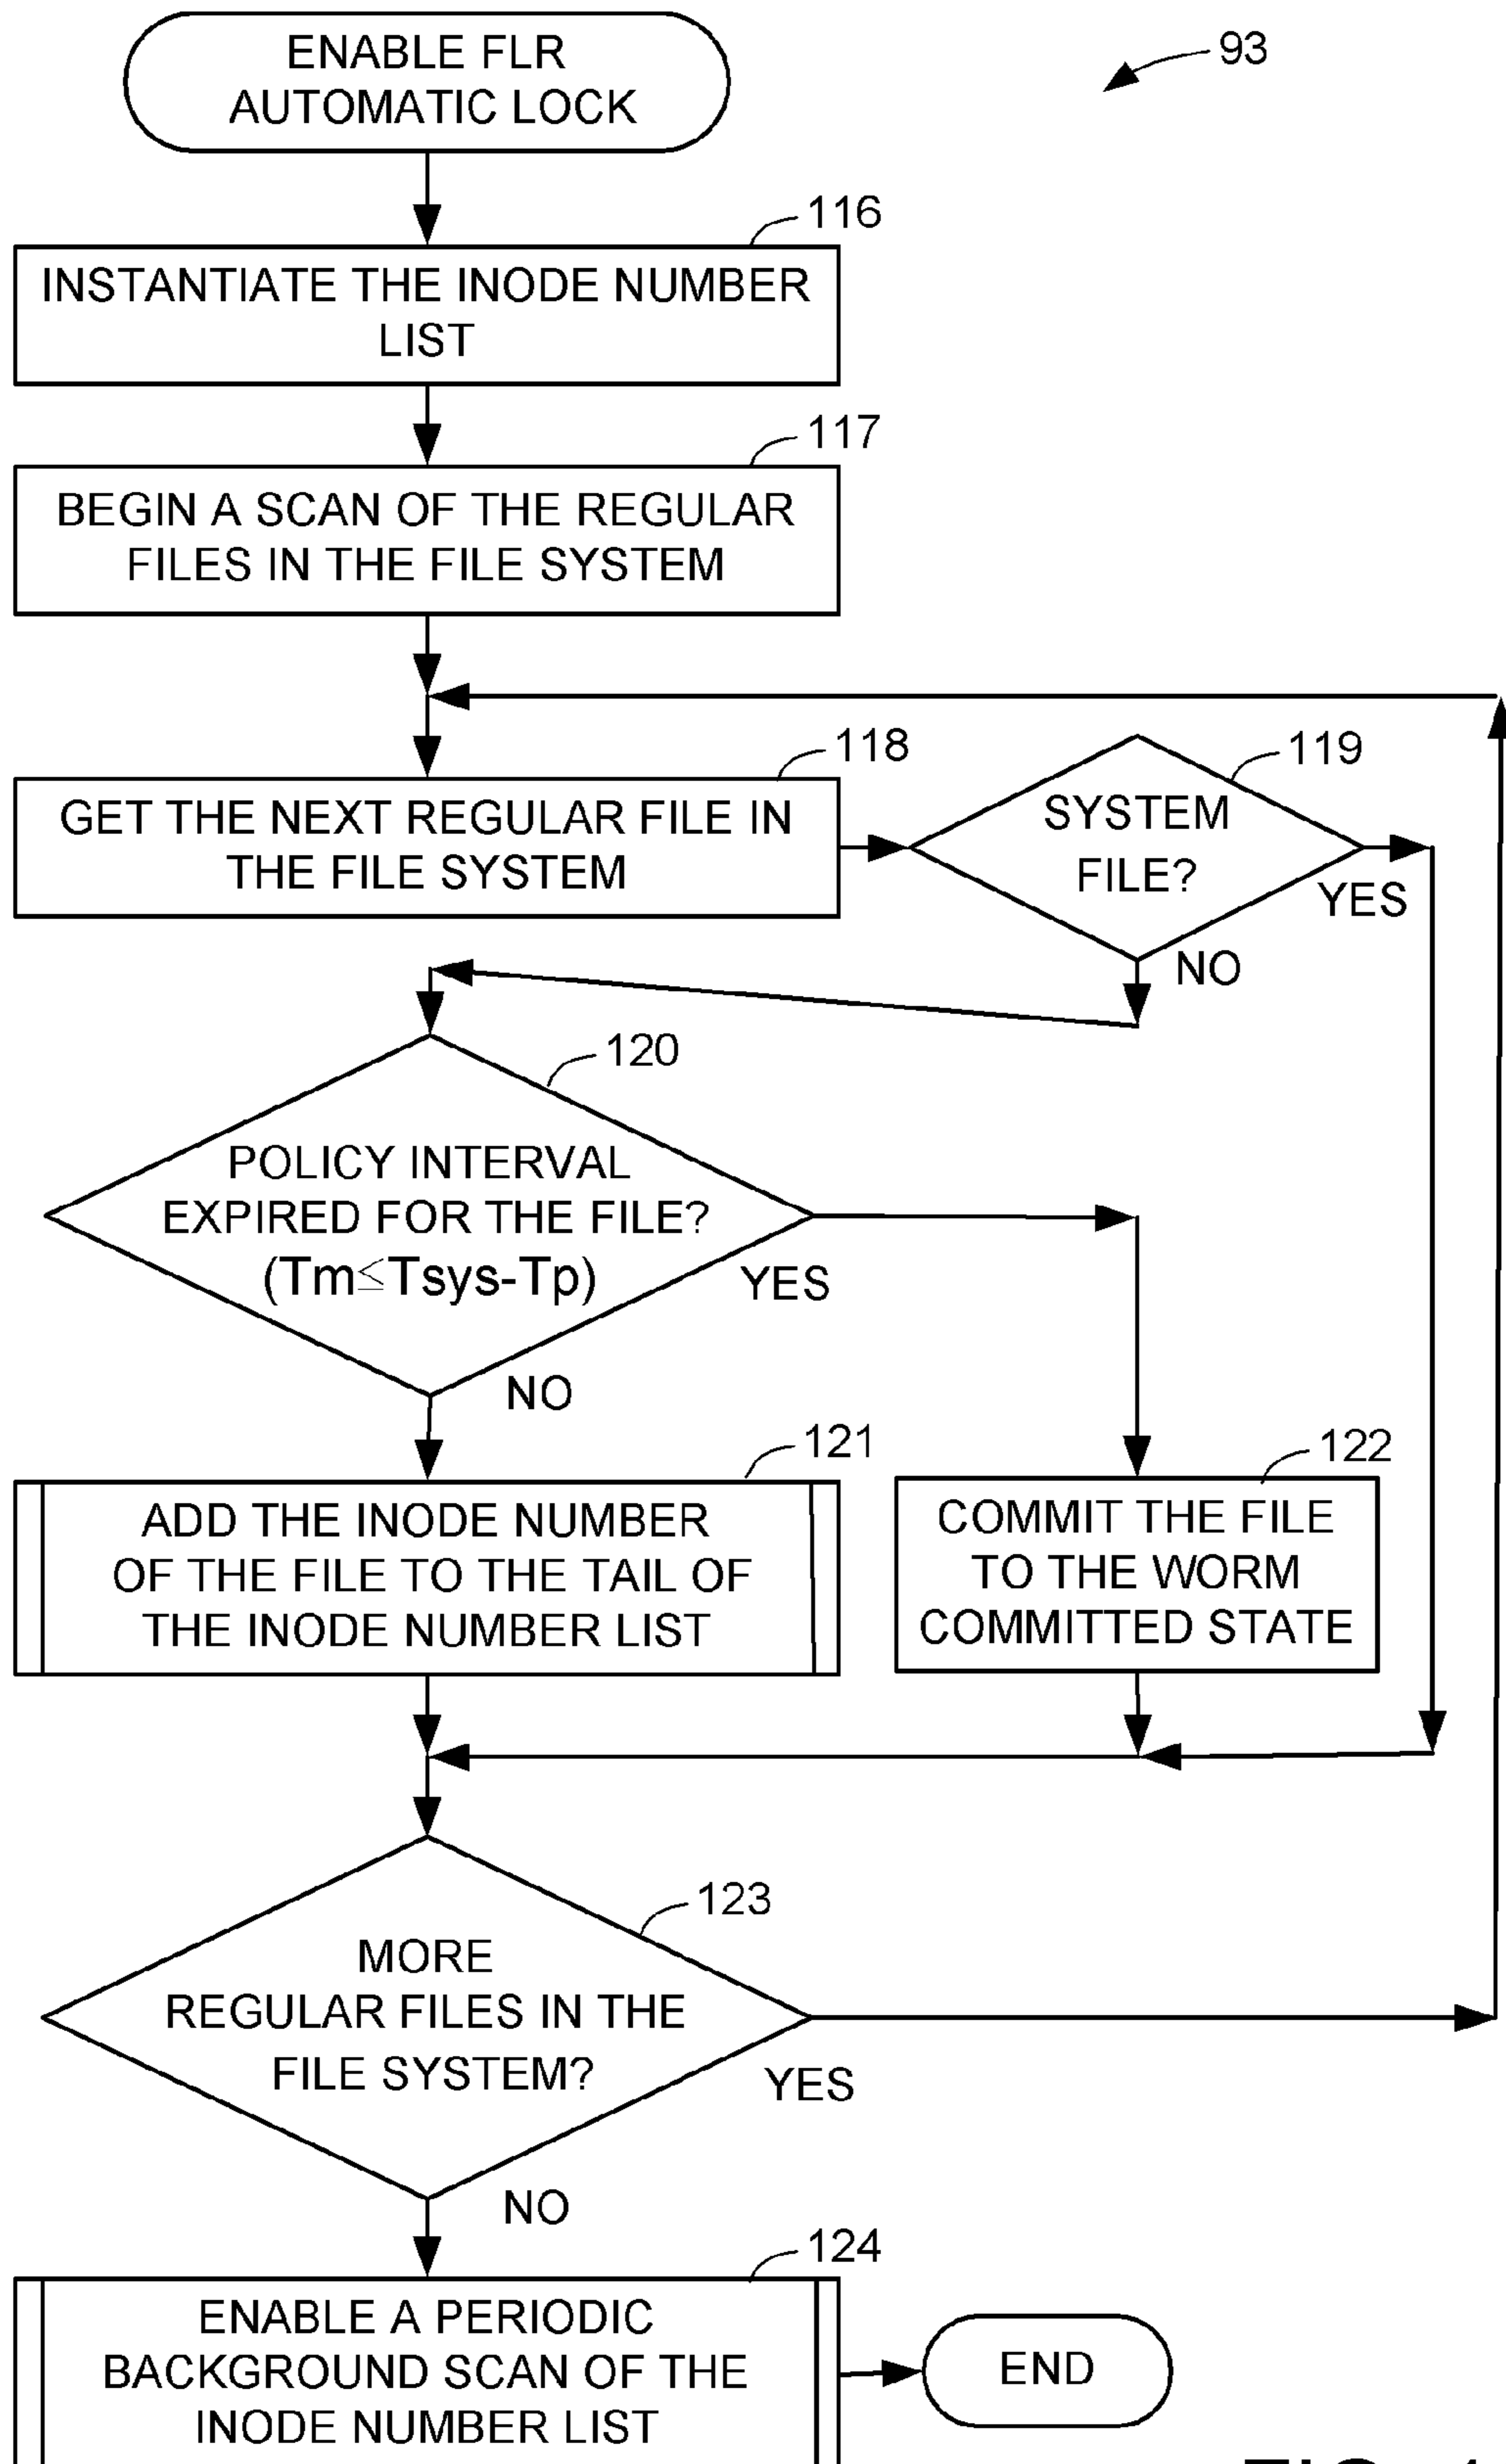 ENABLE FLR
AUTOMATIC LOCK
93
116
INSTANTIATE THE INODE NUMBER
LIST
117
BEGIN A SCAN OF THE REGULAR
FILES IN THE FILE SYSTEM
118
GET THE NEXT REGULAR FILE IN
THE FILE SYSTEM
119
SYSTEM
FILE?
YES
NO
120
POLICY INTERVAL
EXPIRED FOR THE FILE?
(Tm≦Tsys-Tp)
YES
NO
121
ADD THE INODE NUMBER
OF THE FILE TO THE TAIL OF
THE INODE NUMBER LIST
122
COMMIT THE FILE
TO THE WORM
COMMITTED STATE
123
MORE
REGULAR FILES IN THE
FILE SYSTEM?
YES
NO
124
ENABLE A PERIODIC
BACKGROUND SCAN OF THE
INODE NUMBER LIST
END